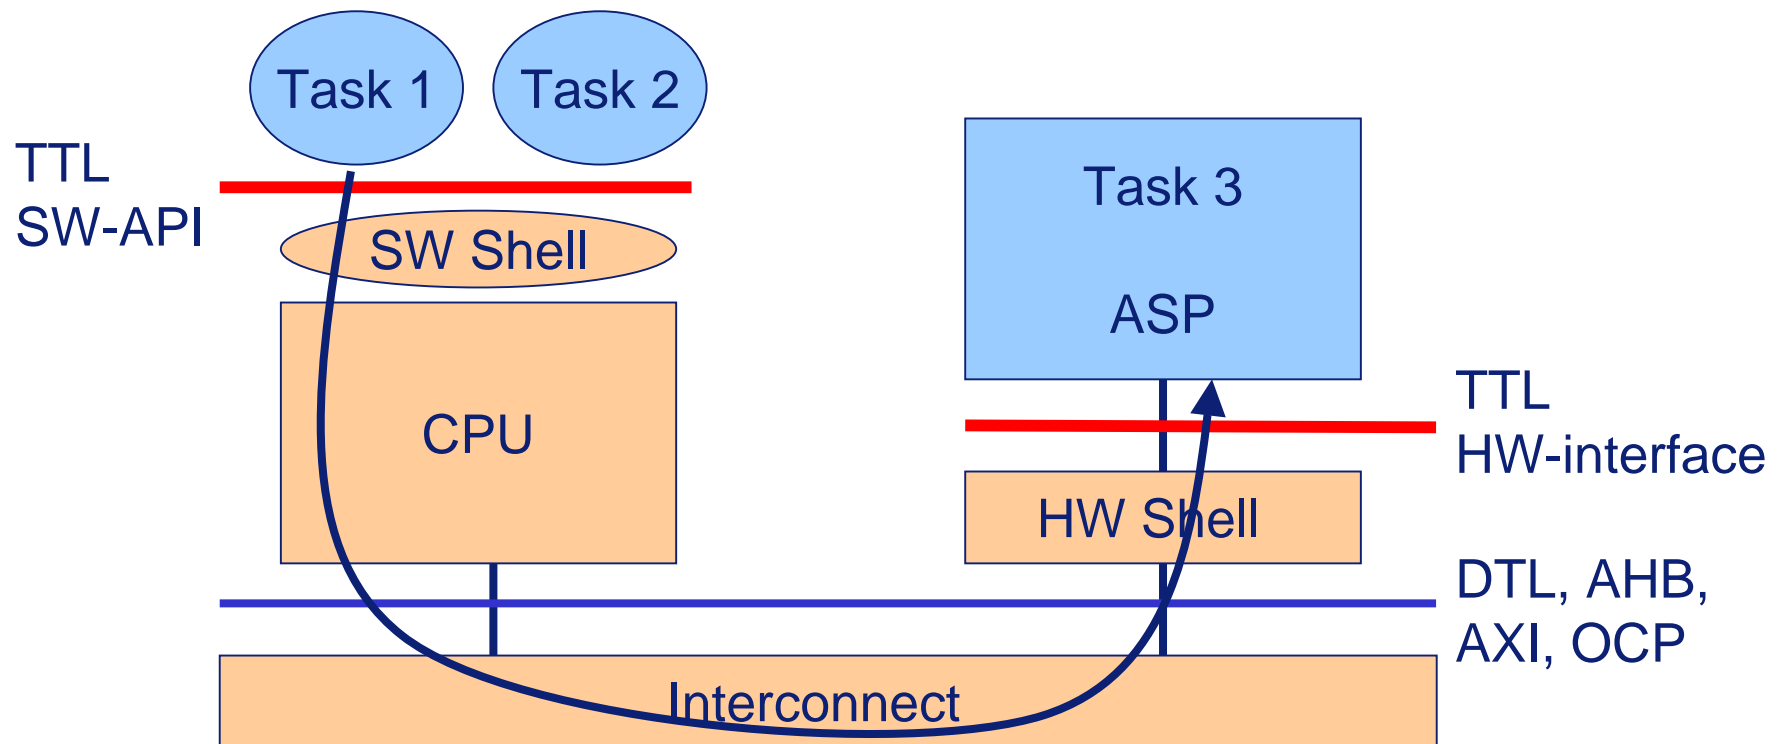 Task 1
Task 2
TTL
SW-API
SW Shell
CPU
Task 3
ASP
TTL
HW-interface
HW Shell
DTL, AHB,
AXI, OCP
Interconnect